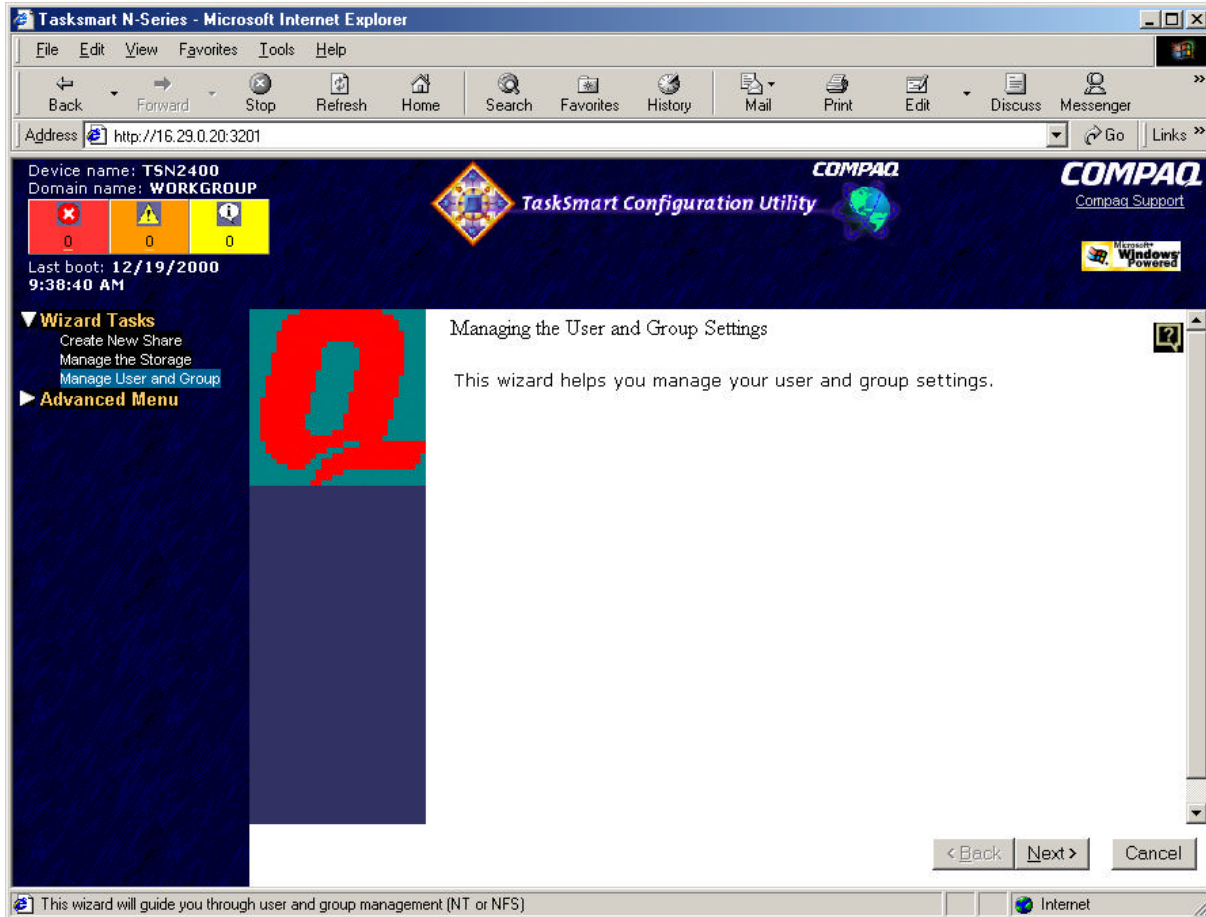 Tasksmart N-Series - Microsoft Internet Explorer
File Edit View Favorites Tools Help
Back Forward Stop Refresh Home Search Favorites History Mail Print Edit Discuss Messenger »
Address http://16.29.0.20:3201 Go Links »
Device name: TSN2400
Domain name: WORKGROUP
0 0 0
Last boot: 12/19/2000
9:38:40 AM
TaskSmart Configuration Utility
COMPAQ
COMPAQ
Compaq Support
Microsoft
Windows
Powered
Wizard Tasks
Create New Share
Manage the Storage
Manage User and Group
Advanced Menu
Q
Managing the User and Group Settings
?
This wizard helps you manage your user and group settings.
< Back Next > Cancel
This wizard will guide you through user and group management (NT or NFS) Internet